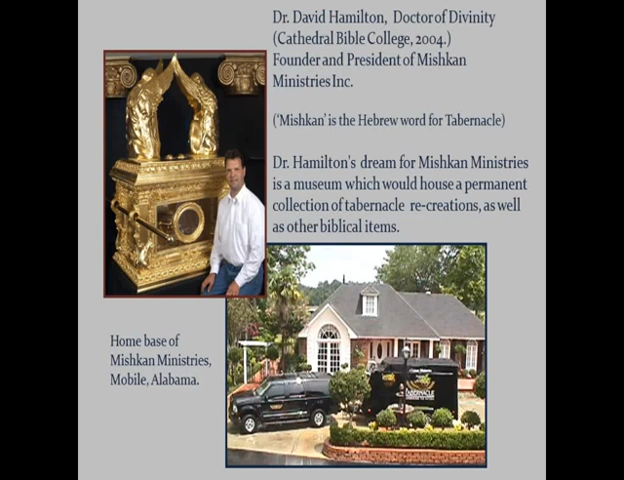 Dr. David Hamilton, Doctor of Divinity
(Cathedral Bible College, 2004.)
Founder and President of Mishkan
Ministries Inc.
('Mishkan' is the Hebrew word for Tabernacle)
Dr. Hamilton's dream for Mishkan Ministries
is a museum which would house a permanent
collection of tabernacle re-creations, as well
as other biblical items.
Home base of
Mishkan Ministries,
Mobile, Alabama.
TABERNACLE